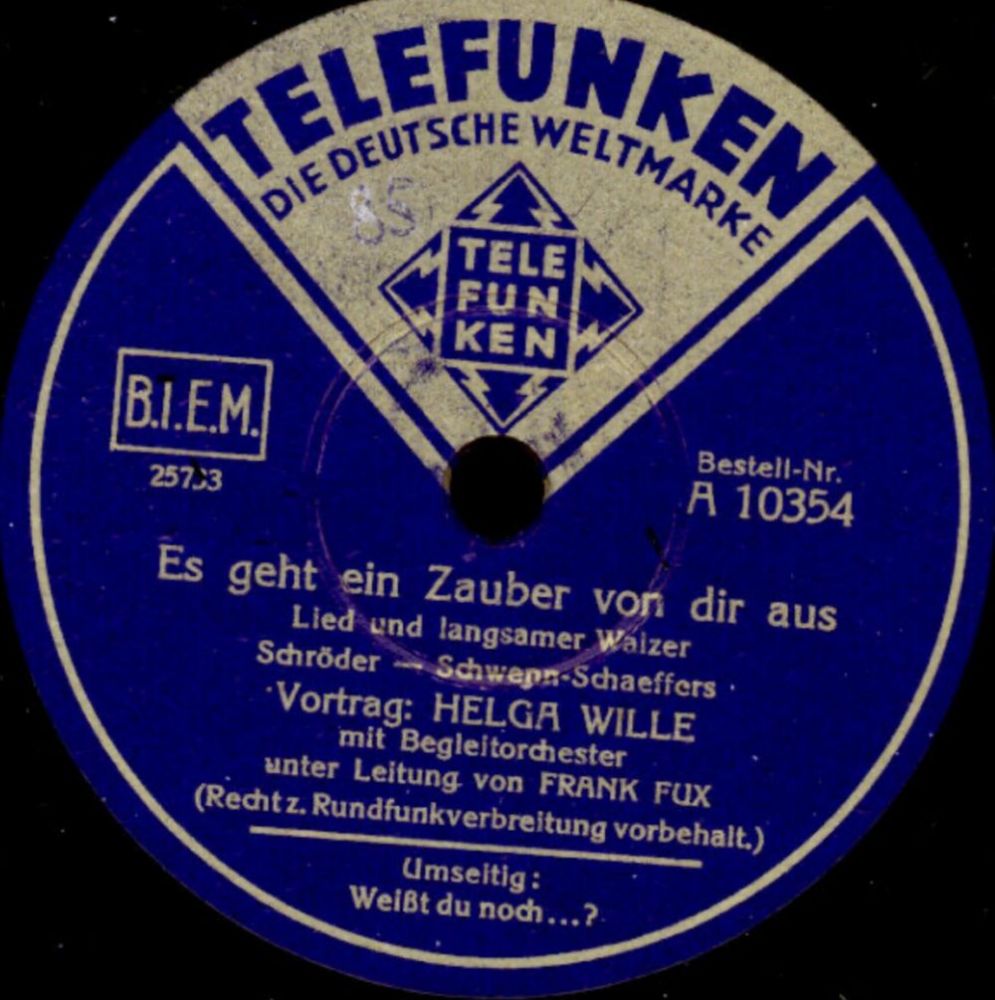 TELEFUNKEN
DIE DEUTSCHE WELTMARKE
TELE
FUN
KEN
B.I.E.M.
Bestell-Nr.
A 10354
Es geht ein Zauber von dir aus
Lied und langsamer Walzer
Schröder — Schwenn-Schaeffers
Vortrag: HELGA WILLE
mit Begleitorchester
unter Leitung von FRANK FUX
(Recht z. Rundfunkverbreitung vorbehalt.)
Umseitig:
Weißt du noch...?